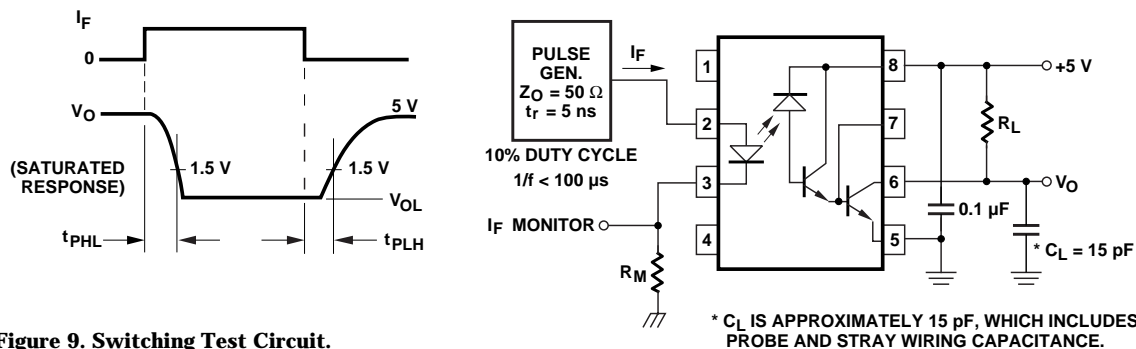 I_F
0
V_O
5 V
(SATURATED
RESPONSE)
1.5 V
1.5 V
V_OL
t_PHL
t_PLH
PULSE
GEN.
Z_O = 50 Ω
t_r = 5 ns
I_F
10% DUTY CYCLE
1/f < 100 µs
I_F MONITOR
R_M
1
2
3
4
8
7
6
5
+5 V
R_L
V_O
0.1 µF
* C_L = 15 pF
* C_L IS APPROXIMATELY 15 pF, WHICH INCLUDES
PROBE AND STRAY WIRING CAPACITANCE.
Figure 9. Switching Test Circuit.